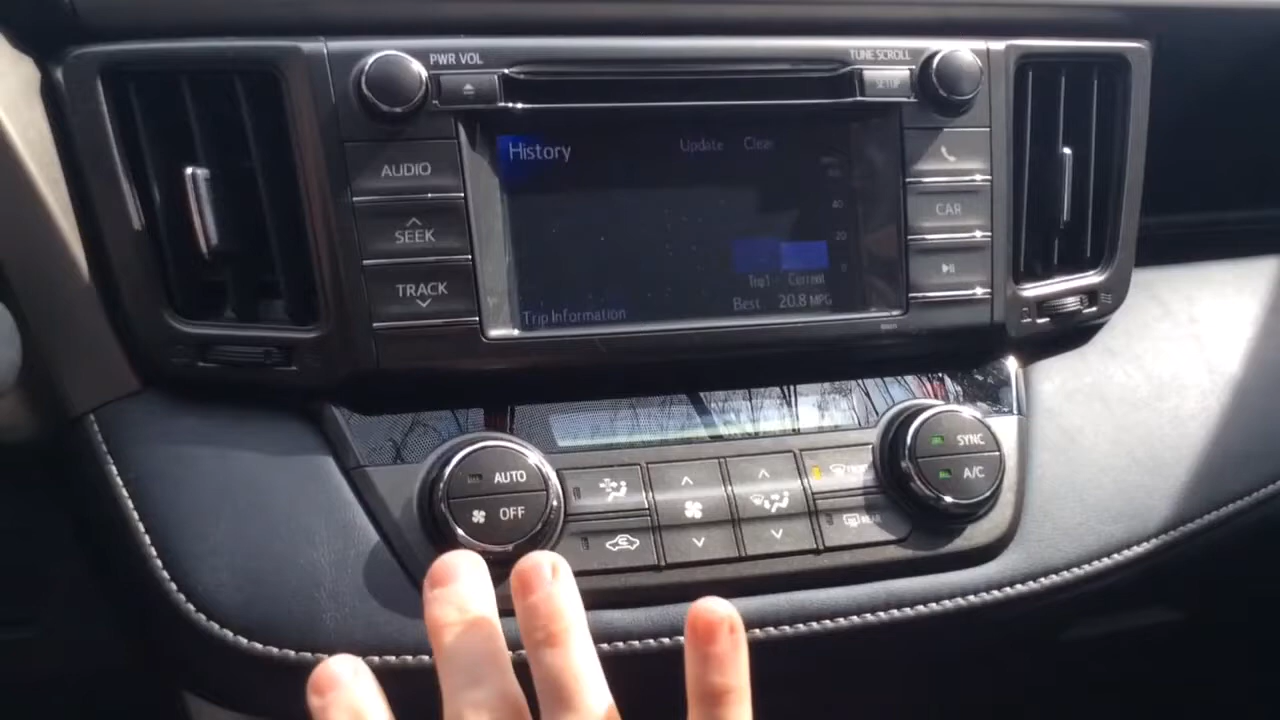 PWR VOL
TUNE SCROLL
SETUP
AUDIO
SEEK
TRACK
History
Update Clear
40
20
0
Trip1 Current
Best 20.8 MPG
Trip Information
CAR
AUTO
OFF
SYNC
A/C
REAR